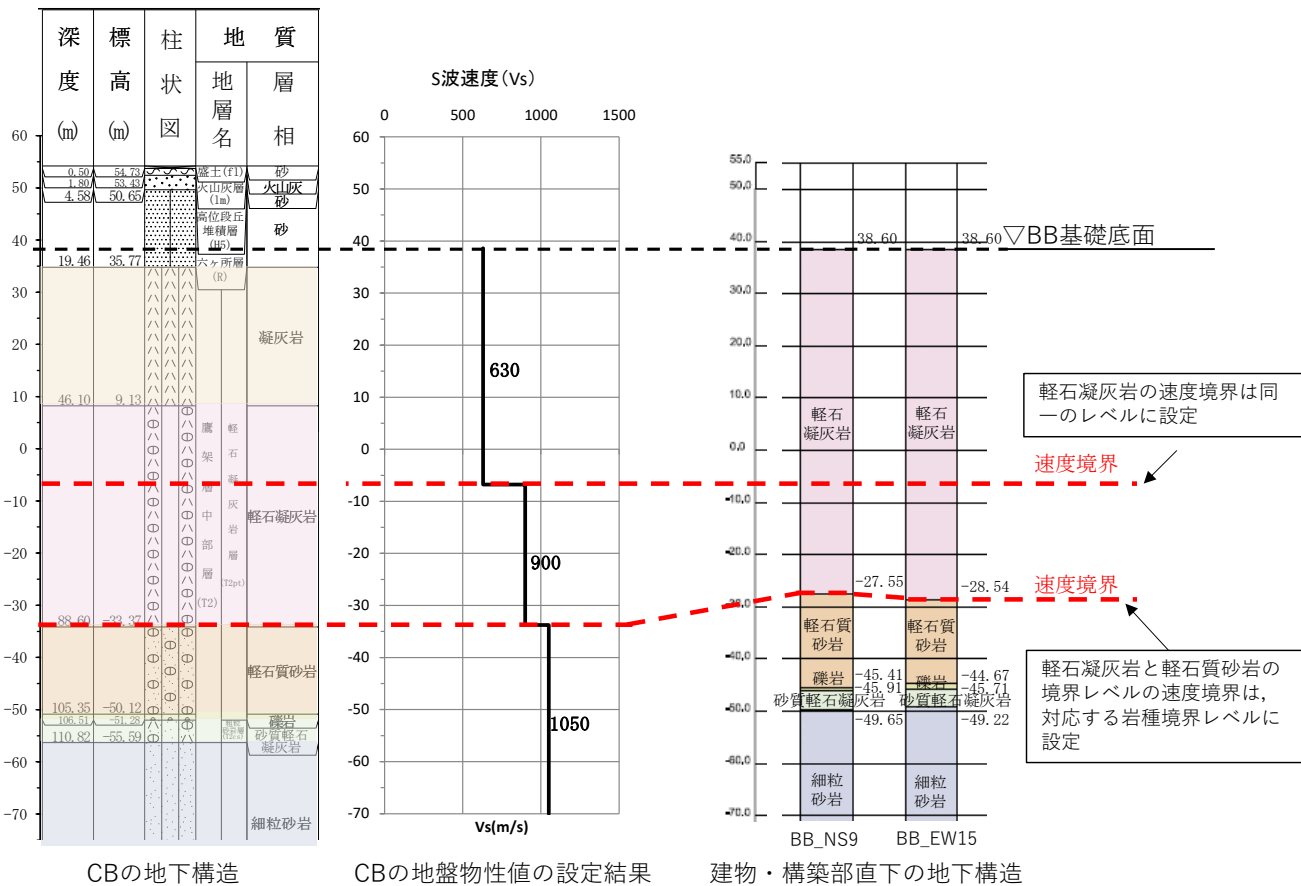 深度(m)
標高(m)
柱状図
地質
地層名
層相
60
50
40
30
20
10
0
-10
-20
-30
-40
-50
-60
-70
0.50 54.73 盛土(fl) 砂
1.80 53.43 火山灰層(lm) 火山灰
4.58 50.65 砂
高位段丘堆積層(H5) 砂
19.46 35.77 六ヶ所層(R)
凝灰岩
46.10 9.13
鷹架層中部層(T2)
軽石凝灰岩層(T2pt)
軽石凝灰岩
88.60 -33.37
軽石質砂岩
105.35 -50.12
106.51 -51.28 礫岩
110.82 -55.59 砂質軽石凝灰岩
細粒砂岩
CBの地下構造
S波速度(Vs)
0 500 1000 1500
60
50
40
30
20
10
0
-10
-20
-30
-40
-50
-60
-70
630
900
1050
Vs(m/s)
CBの地盤物性値の設定結果
55.0
50.0
40.0
30.0
20.0
10.0
0.0
-10.0
-20.0
-30.0
-40.0
-50.0
-60.0
-70.0
38.60 38.60 ▽BB基礎底面
軽石凝灰岩 軽石凝灰岩
-27.55 -28.54
軽石質砂岩 軽石質砂岩
礫岩 -45.41 礫岩 -44.67
-45.91 -45.71
砂質軽石凝灰岩 砂質軽石凝灰岩
-49.65 -49.22
細粒砂岩 細粒砂岩
BB_NS9 BB_EW15
建物・構築部直下の地下構造
軽石凝灰岩の速度境界は同
一のレベルに設定
速度境界
速度境界
軽石凝灰岩と軽石質砂岩の
境界レベルの速度境界は,
対応する岩種境界レベルに
設定